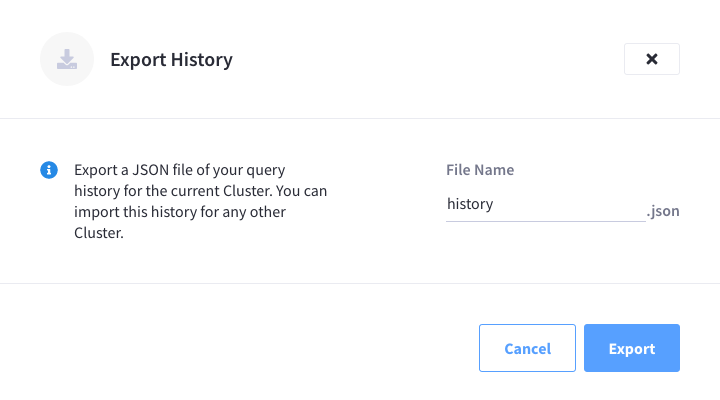 Export History
Export a JSON file of your query
history for the current Cluster. You can
import this history for any other
Cluster.
File Name
history
.json
Cancel
Export